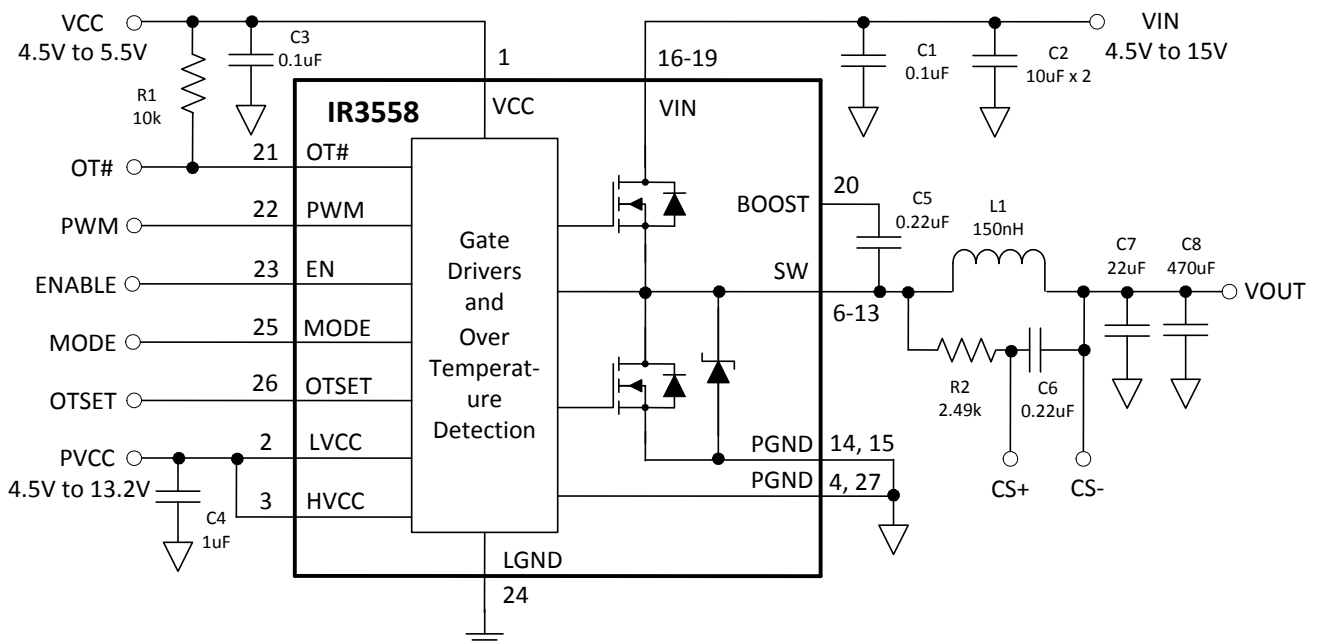 VCC
4.5V to 5.5V
C3
0.1uF
R1
10k
1
16-19
C1
0.1uF
C2
10uF x 2
VIN
4.5V to 15V
IR3558
VCC
VIN
OT#
21
OT#
PWM
22
PWM
ENABLE
23
EN
MODE
25
MODE
OTSET
26
OTSET
PVCC
4.5V to 13.2V
2
LVCC
3
HVCC
C4
1uF
Gate
Drivers
and
Over
Temperat-
ure
Detection
BOOST
20
C5
0.22uF
SW
6-13
L1
150nH
C7
22uF
C8
470uF
VOUT
R2
2.49k
C6
0.22uF
CS+
CS-
PGND
14, 15
PGND
4, 27
LGND
24